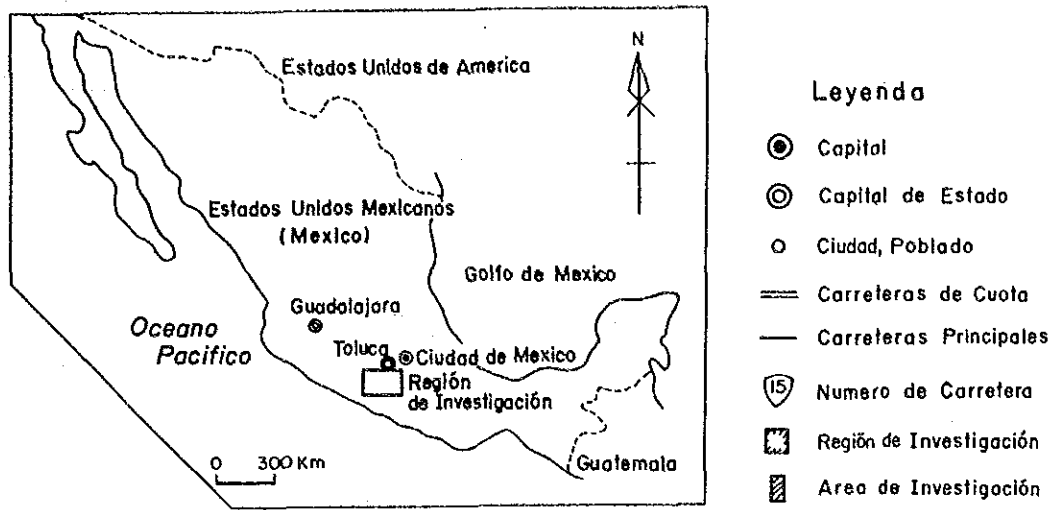 N
Estados Unidos de America
Estados Unidos Mexicanos
(Mexico)
Golfo de Mexico
Guadalajara
Oceano
Pacifico
Toluca
Ciudad de Mexico
Región
de Investigación
Guatemala
0 300 Km
Leyenda
Capital
Capital de Estado
Ciudad, Poblado
Carreteras de Cuota
Carreteras Principales
15
Numero de Carretera
Región de Investigación
Area de Investigación